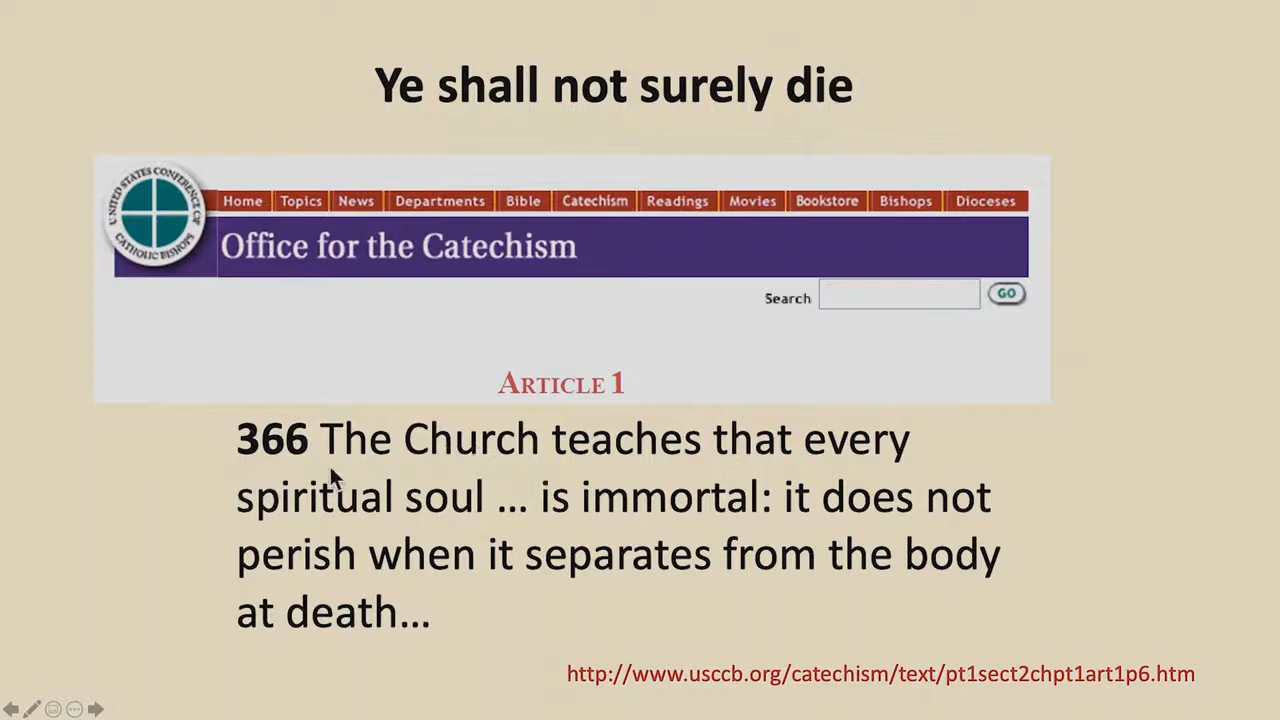 Ye shall not surely die
UNITED STATES CONFERENCE OF
CATHOLIC BISHOPS
Home Topics News Departments Bible Catechism Readings Movies Bookstore Bishops Dioceses
Office for the Catechism
Search GO
ARTICLE 1
366 The Church teaches that every
spiritual soul … is immortal: it does not
perish when it separates from the body
at death…
http://www.usccb.org/catechism/text/pt1sect2chpt1art1p6.htm